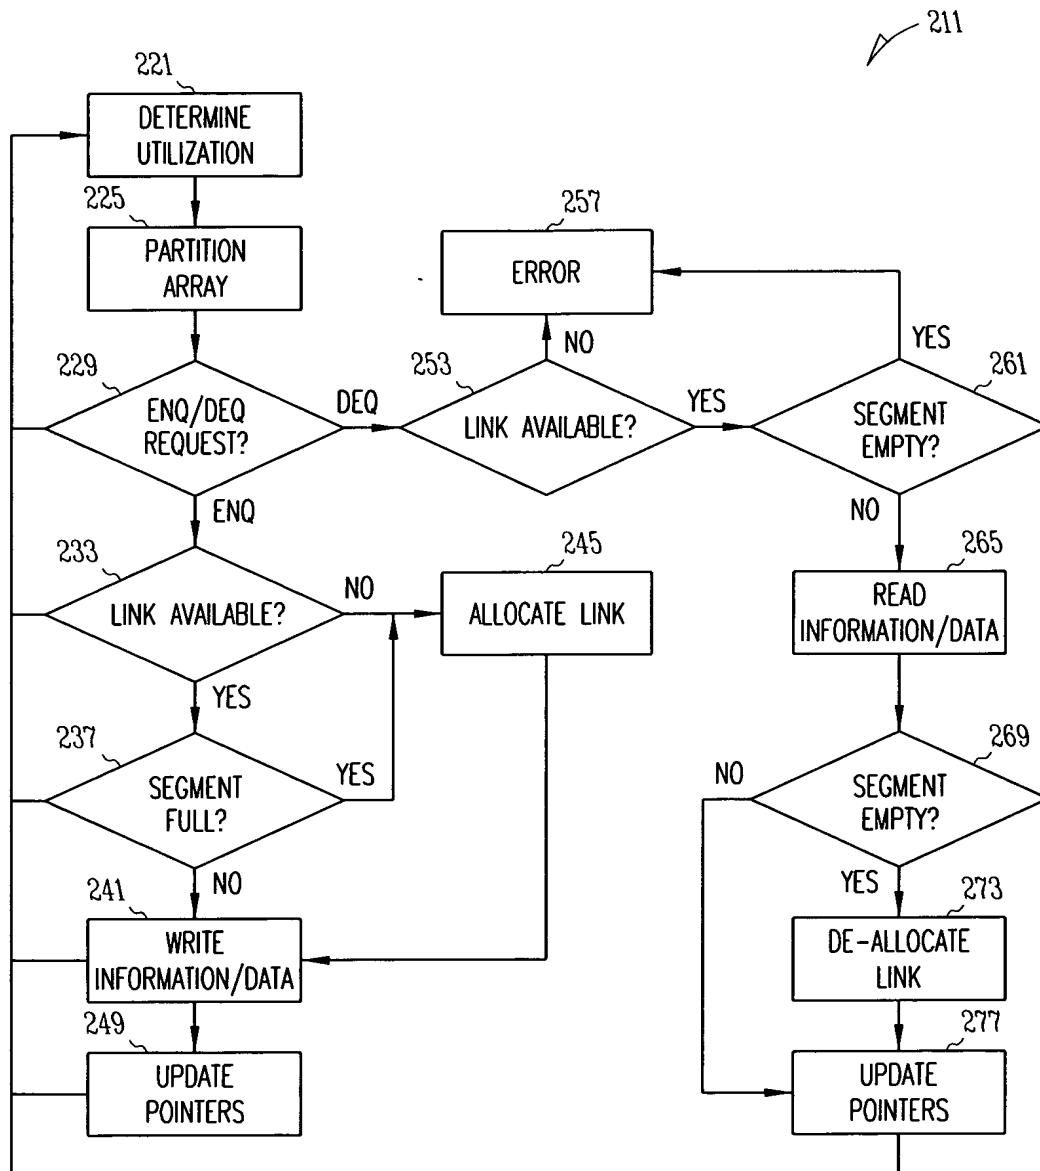 211
221
DETERMINE
UTILIZATION
225
PARTITION
ARRAY
257
ERROR
NO
YES
229
ENQ/DEQ
REQUEST?
DEQ
253
LINK AVAILABLE?
YES
261
SEGMENT
EMPTY?
ENQ
NO
233
LINK AVAILABLE?
NO
245
ALLOCATE LINK
265
READ
INFORMATION/DATA
YES
237
SEGMENT
FULL?
YES
269
NO
SEGMENT
EMPTY?
NO
YES
241
WRITE
INFORMATION/DATA
273
DE-ALLOCATE
LINK
249
UPDATE
POINTERS
277
UPDATE
POINTERS